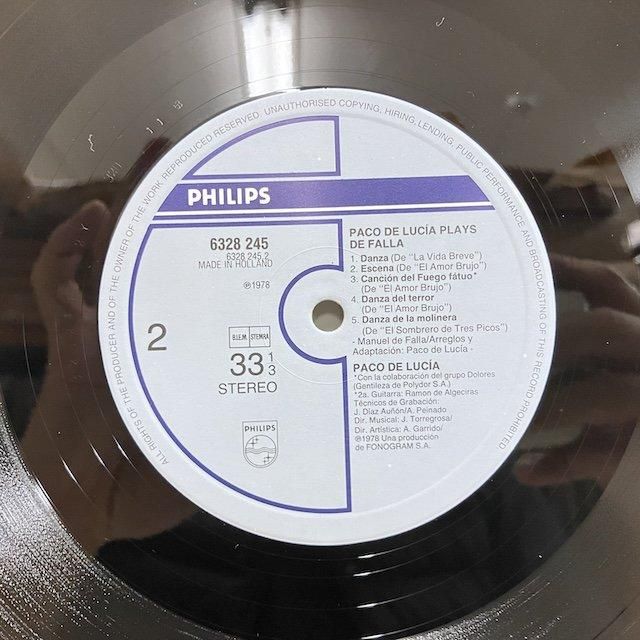 ALL RIGHTS OF THE PRODUCER AND OF THE OWNER OF THE WORK REPRODUCED RESERVED. UNAUTHORISED COPYING, HIRING, LENDING, PUBLIC PERFORMANCE AND BROADCASTING OF THIS RECORD PROHIBITED
PHILIPS
6328 245
6328 245.2
MADE IN HOLLAND
℗1978
2
B.I.E.M. STEMRA
33 1/3
STEREO
PHILIPS
PACO DE LUCÍA PLAYS
DE FALLA
1. Danza (De "La Vida Breve")
2. Escena (De "El Amor Brujo")
3. Canción del Fuego fátuo*
(De "El Amor Brujo")
4. Danza del terror
(De "El Amor Brujo")
5. Danza de la molinera
(De "El Sombrero de Tres Picos")
- Manuel de Falla/Arreglos y
Adaptación: Paco de Lucía -
PACO DE LUCÍA
*Con la colaboración del grupo Dolores
(Gentileza de Polydor S.A.)
*2a. Guitarra: Ramon de Algeciras
Técnicos de Grabación:
J. Díaz Auñón/A. Peinado
Dir. Musical: J. Torregrosa/
Dir. Artística: A. Garrido/
℗1978 Una producción
de FONOGRAM S.A.